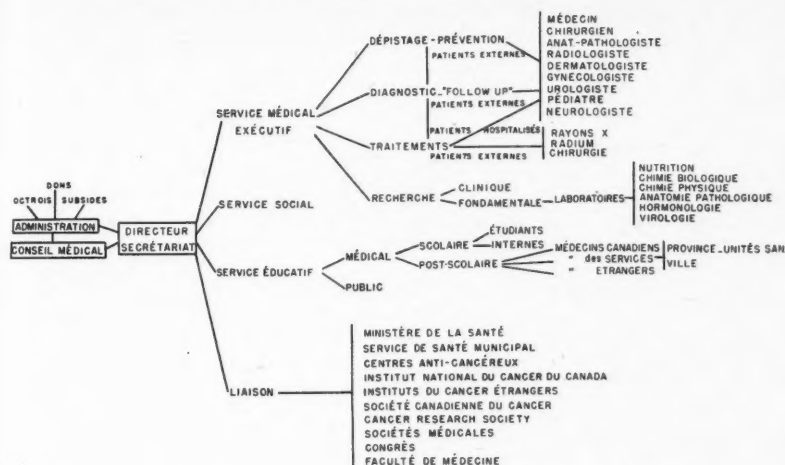 DONS
OCTROIS SUBSIDES
ADMINISTRATION
CONSEIL MÉDICAL
DIRECTEUR
SECRÉTARIAT
SERVICE MÉDICAL
EXÉCUTIF
DÉPISTAGE-PRÉVENTION
PATIENTS EXTERNES
DIAGNOSTIC_"FOLLOW UP"
PATIENTS EXTERNES
PATIENTS HOSPITALISÉS
TRAITEMENTS
PATIENTS EXTERNES
MÉDECIN
CHIRURGIEN
ANAT-PATHOLOGISTE
RADIOLOGISTE
DERMATOLOGISTE
GYNECOLOGISTE
UROLOGISTE
PÉDIATRE
NEUROLOGISTE
RAYONS X
RADIUM
CHIRURGIE
RECHERCHE
CLINIQUE
FONDAMENTALE
LABORATOIRES
NUTRITION
CHIMIE BIOLOGIQUE
CHIMIE PHYSIQUE
ANATOMIE PATHOLOGIQUE
HORMONOLOGIE
VIROLOGIE
SERVICE SOCIAL
SERVICE ÉDUCATIF
MÉDICAL
PUBLIC
SCOLAIRE
ÉTUDIANTS
INTERNES
POST-SCOLAIRE
MÉDECINS CANADIENS
" des SERVICES
" ETRANGERS
PROVINCE_UNITÉS SAN
VILLE
LIAISON
MINISTÈRE DE LA SANTÉ
SERVICE DE SANTÉ MUNICIPAL
CENTRES ANTI-CANCÉREUX
INSTITUT NATIONAL DU CANCER DU CANADA
INSTITUTS DU CANCER ÉTRANGERS
SOCIÉTÉ CANADIENNE DU CANCER
CANCER RESEARCH SOCIETY
SOCIÉTÉS MÉDICALES
CONGRÈS
FACULTÉ DE MÉDECINE